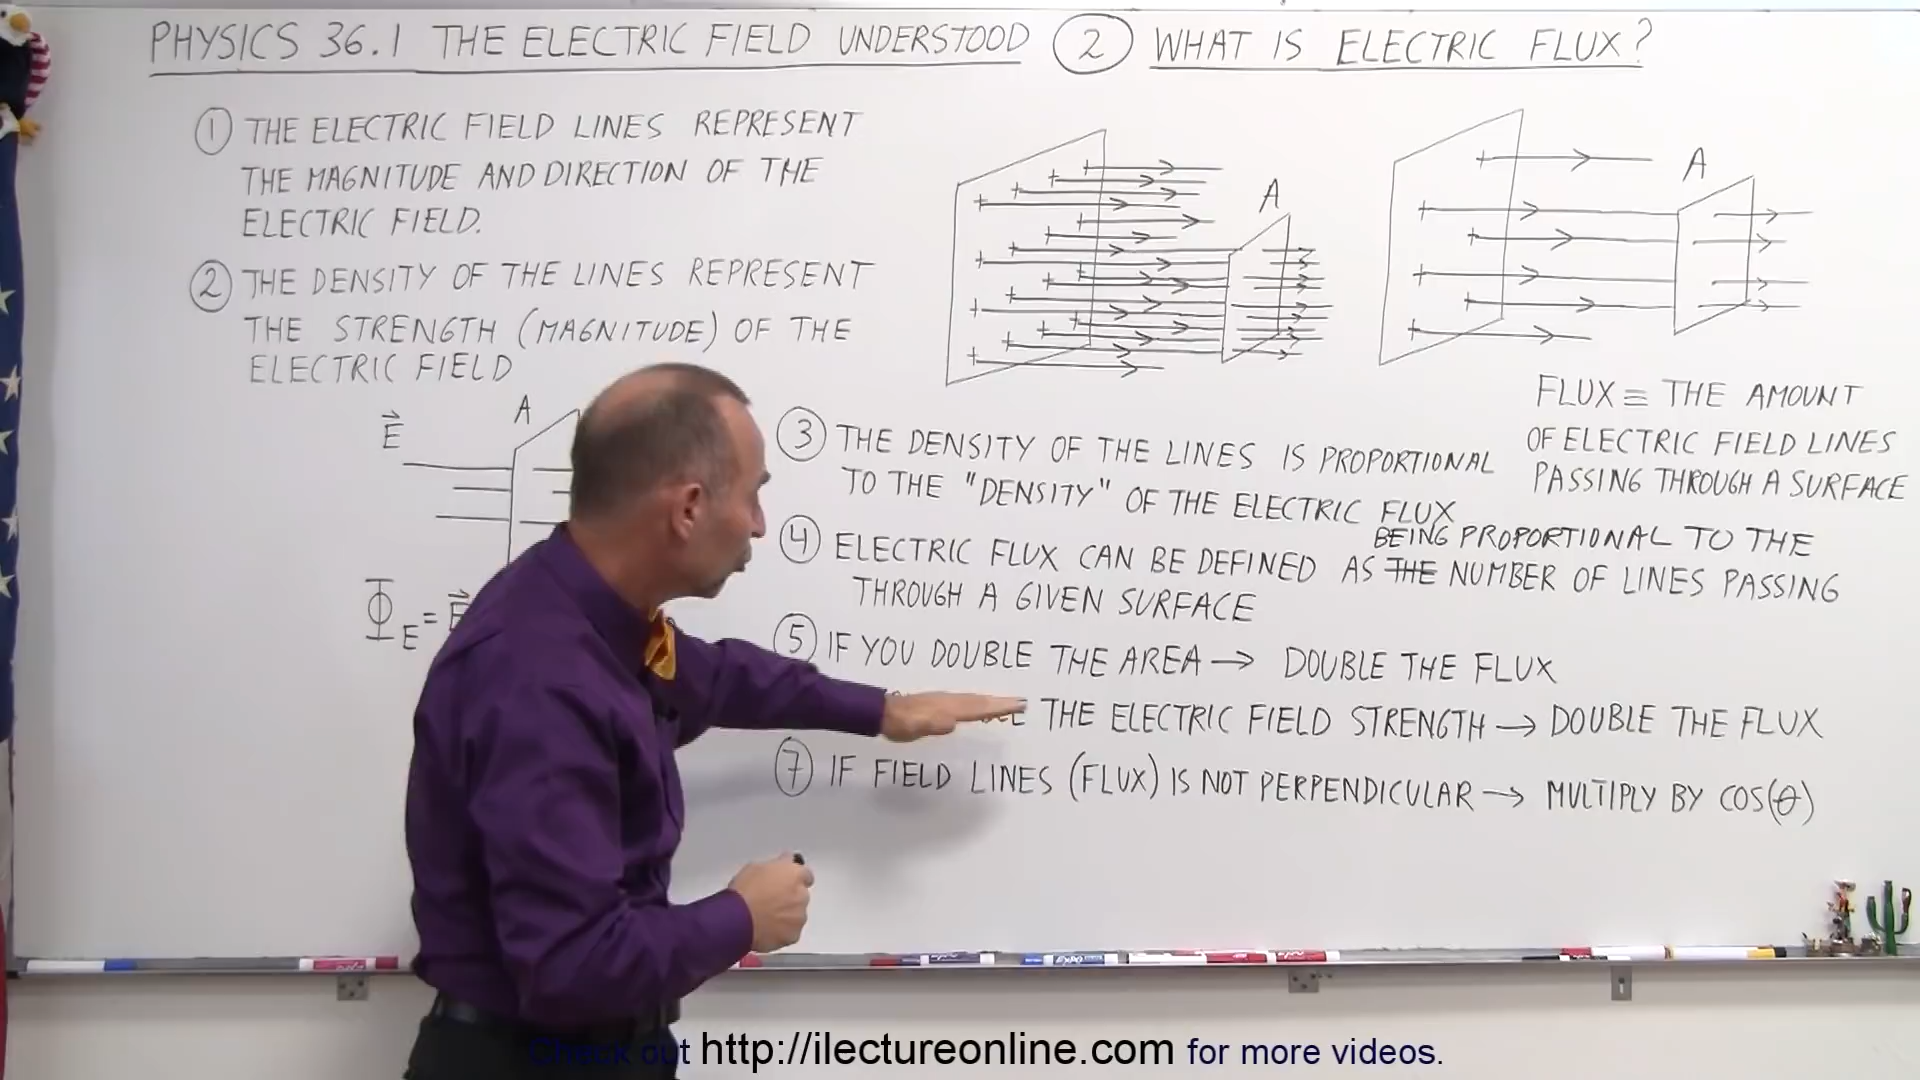 PHYSICS 36.1 THE ELECTRIC FIELD UNDERSTOOD ② WHAT IS ELECTRIC FLUX?
① THE ELECTRIC FIELD LINES REPRESENT
THE MAGNITUDE AND DIRECTION OF THE
ELECTRIC FIELD.
② THE DENSITY OF THE LINES REPRESENT
THE STRENGTH (MAGNITUDE) OF THE
ELECTRIC FIELD
E⃗
A
Φ_E =
A
A
FLUX ≡ THE AMOUNT
OF ELECTRIC FIELD LINES
PASSING THROUGH A SURFACE
③ THE DENSITY OF THE LINES IS PROPORTIONAL
TO THE "DENSITY" OF THE ELECTRIC FLUX
BEING PROPORTIONAL TO THE
④ ELECTRIC FLUX CAN BE DEFINED AS THE NUMBER OF LINES PASSING
THROUGH A GIVEN SURFACE
⑤ IF YOU DOUBLE THE AREA → DOUBLE THE FLUX
THE ELECTRIC FIELD STRENGTH → DOUBLE THE FLUX
⑦ IF FIELD LINES (FLUX) IS NOT PERPENDICULAR → MULTIPLY BY COS(θ)
Check out http://ilectureonline.com for more videos.